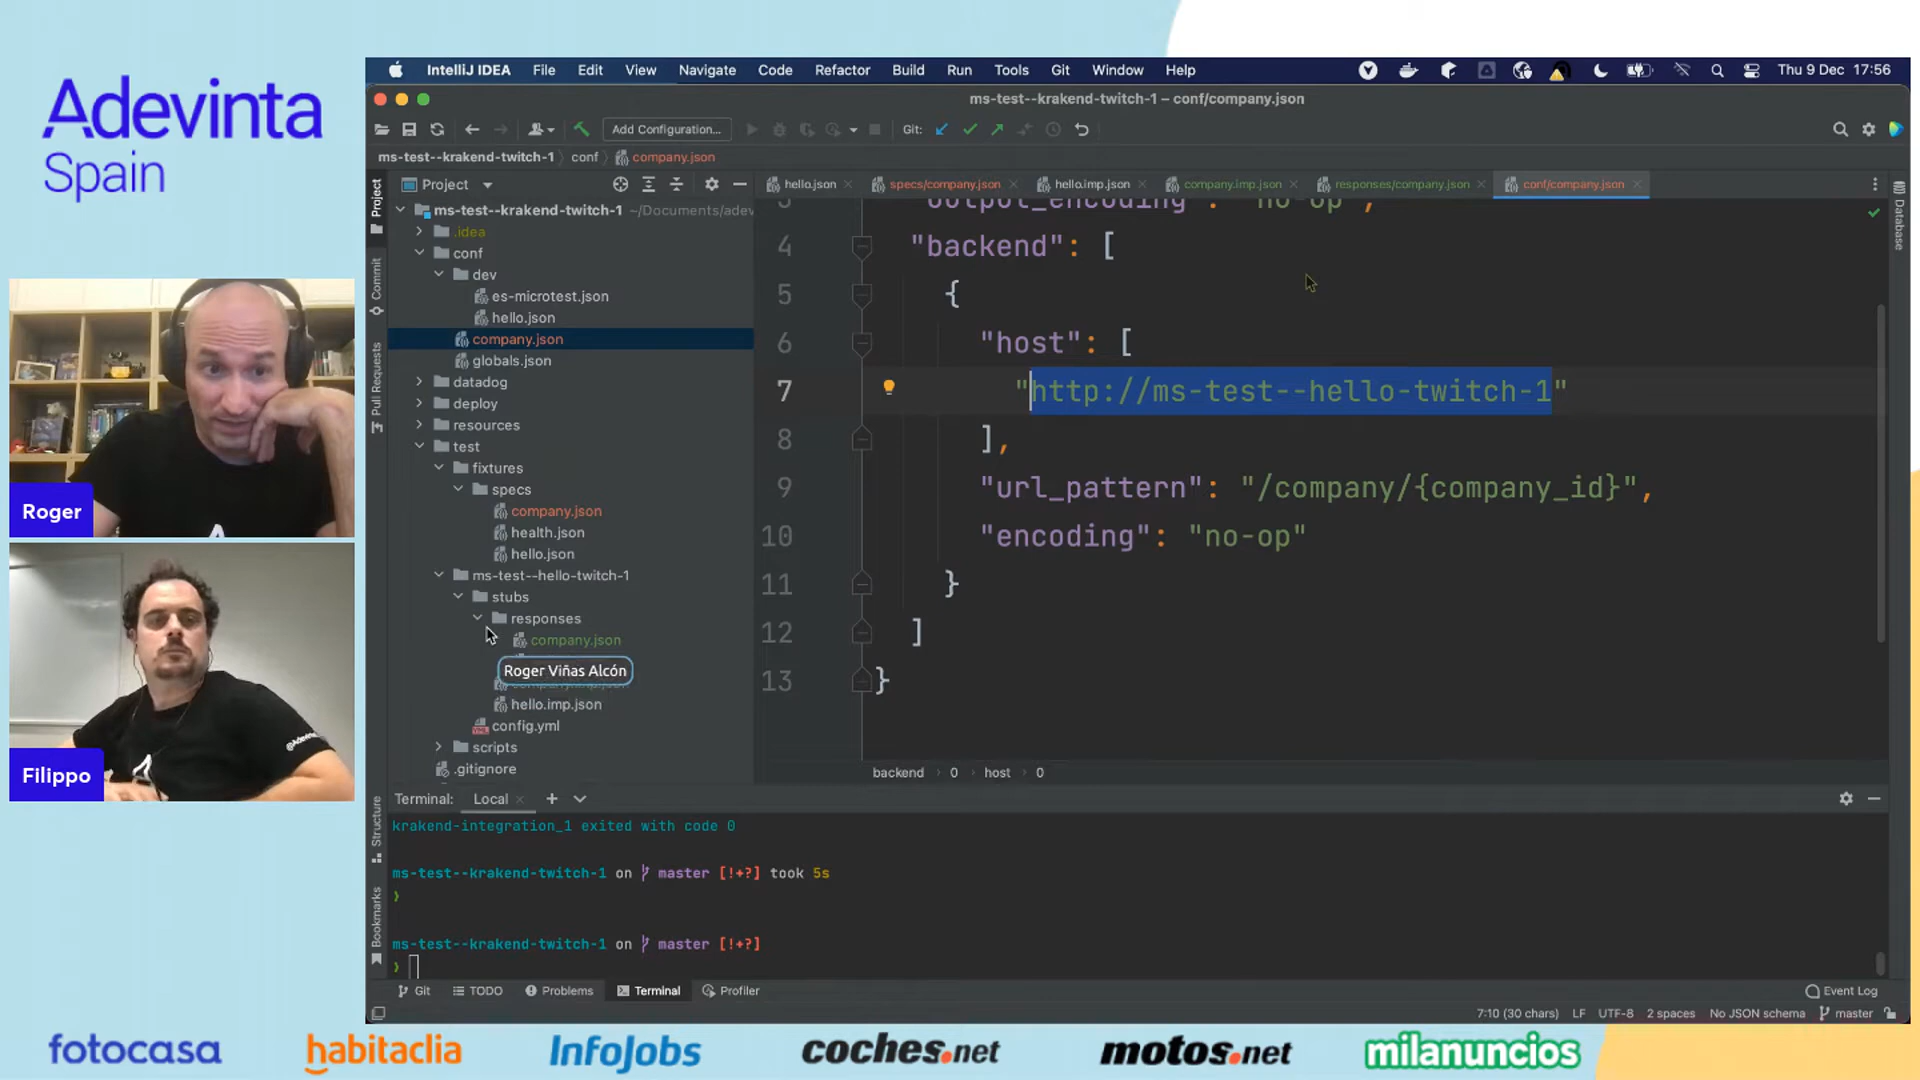 Adevinta
Spain
Roger
Filippo
IntelliJ IDEA File Edit View Navigate Code Refactor Build Run Tools Git Window Help
Thu 9 Dec 17:56
ms-test--krakend-twitch-1 – conf/company.json
Add Configuration...
Git:
ms-test--krakend-twitch-1 conf company.json
Project
hello.json
specs/company.json
hello.imp.json
company.imp.json
responses/company.json
conf/company.json
Project
Commit
Pull Requests
Structure
Bookmarks
Database
ms-test--krakend-twitch-1 ~/Documents/adev
.idea
conf
dev
es-microtest.json
hello.json
company.json
globals.json
datadog
deploy
resources
test
fixtures
specs
company.json
health.json
hello.json
ms-test--hello-twitch-1
stubs
responses
company.json
Roger Viñas Alcón
hello.imp.json
config.yml
scripts
.gitignore
"output_encoding": "no-op",
4 "backend": [
5 {
6 "host": [
7 "http://ms-test--hello-twitch-1"
8 ],
9 "url_pattern": "/company/{company_id}",
10 "encoding": "no-op"
11 }
12 ]
13 }
backend 0 host 0
Terminal: Local
krakend-integration_1 exited with code 0
ms-test--krakend-twitch-1 on master [!+?] took 5s
ms-test--krakend-twitch-1 on master [!+?]
Git TODO Problems Terminal Profiler
Event Log
7:10 (30 chars) LF UTF-8 2 spaces No JSON schema master
fotocasa
habitaclia
InfoJobs
coches.net
motos.net
milanuncios